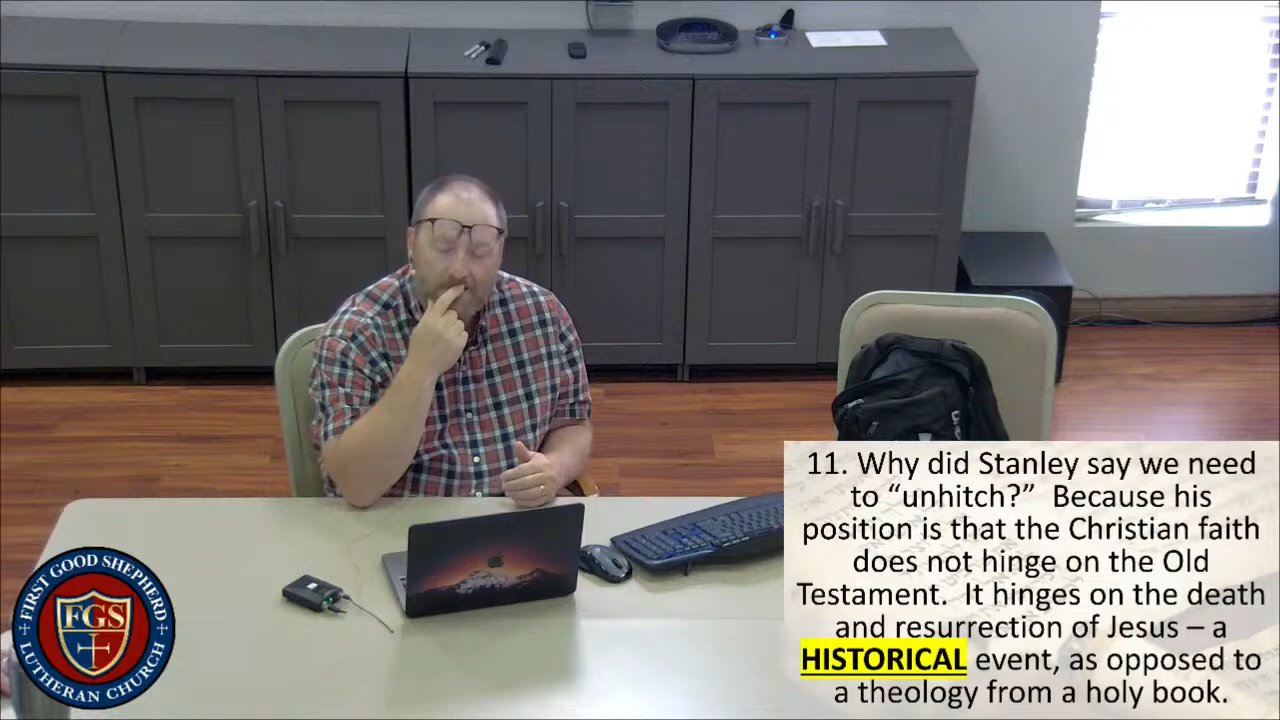 11. Why did Stanley say we need
to “unhitch?”  Because his
position is that the Christian faith
does not hinge on the Old
Testament.  It hinges on the death
and resurrection of Jesus – a
HISTORICAL event, as opposed to
a theology from a holy book.
FIRST GOOD SHEPHERD
FGS
LUTHERAN CHURCH